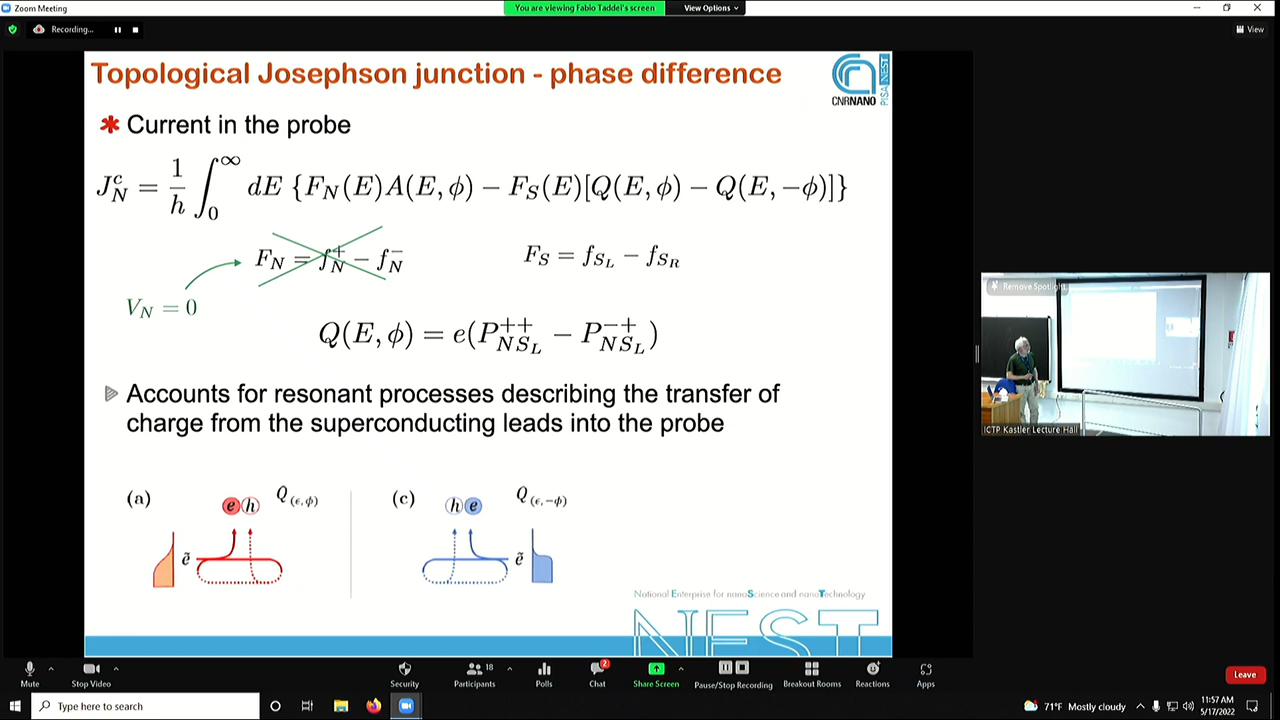 Zoom Meeting
You are viewing Fabio Taddei's screen
View Options
Recording...
View
Topological Josephson junction - phase difference
CNRNANO
PISA NEST
✱ Current in the probe
J_N^c = \frac{1}{h} \int_0^∞ dE {F_N(E)A(E, ϕ) − F_S(E)[Q(E, ϕ) − Q(E, −ϕ)]}
F_N = f_N^+ − f_N^-
F_S = f_{S_L} − f_{S_R}
V_N = 0
Q(E, ϕ) = e(P_{NS_L}^{++} − P_{NS_L}^{-+})
Accounts for resonant processes describing the transfer of
charge from the superconducting leads into the probe
(a) e h Q_{(ϵ,ϕ)}
ẽ
(c) h e Q_{(ϵ,−ϕ)}
ẽ
National Enterprise for nanoScience and nanoTechnology
NEST
Remove Spotlight
ICTP Kastler Lecture Hall
Mute
Stop Video
Security
Participants 18
Polls
Chat 2
Share Screen
Pause/Stop Recording
Breakout Rooms
Reactions
Apps
Leave
Type here to search
71°F Mostly cloudy
11:57 AM
5/17/2022